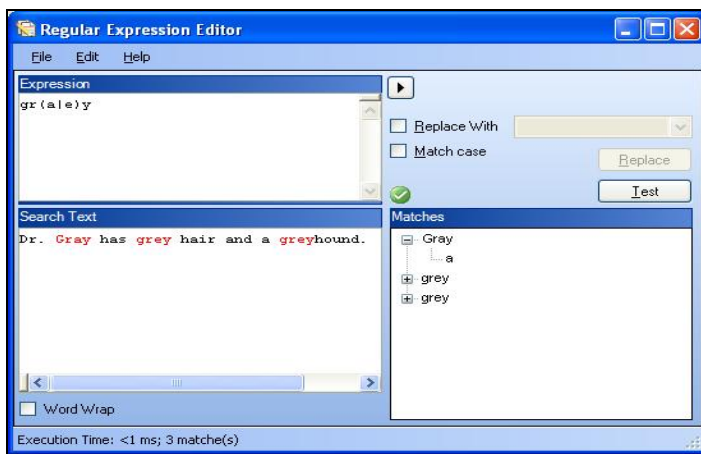 Regular Expression Editor
File Edit Help
Expression
gr(a|e)y
Replace With
Match case
Replace
Test
Search Text
Dr. Gray has grey hair and a greyhound.
Matches
Gray
a
grey
grey
Word Wrap
Execution Time: <1 ms; 3 matche(s)